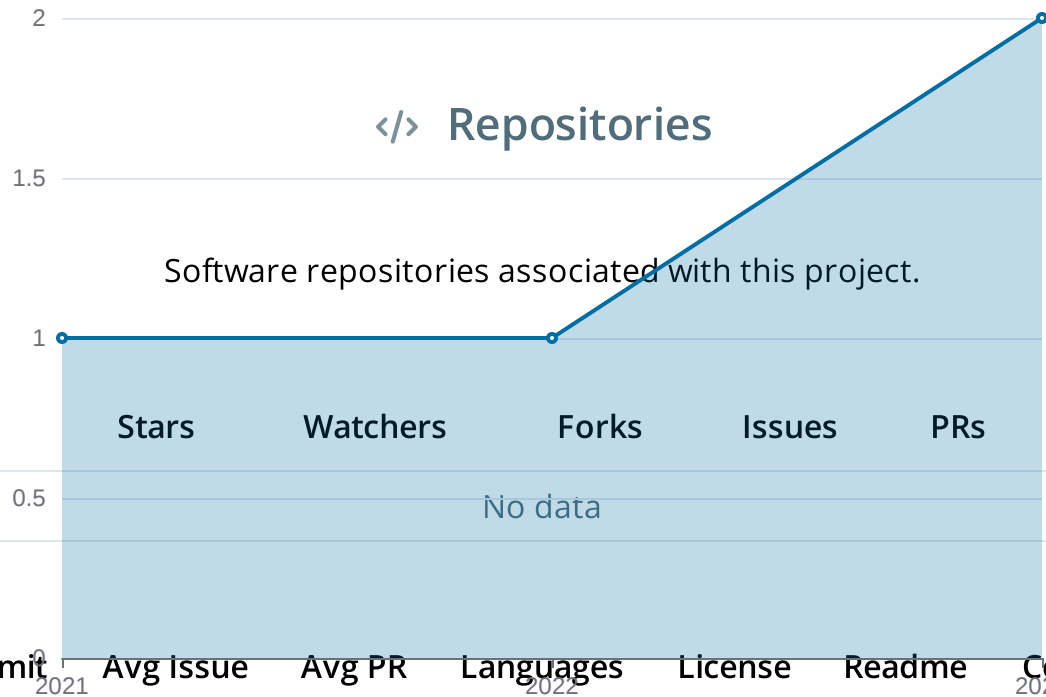 2
Repositories
1.5
Software repositories associated with this project.
1
Stars Watchers Forks Issues PRs
0.5
No data
0
Avg Issue Avg PR Languages License Readme
2021 2022